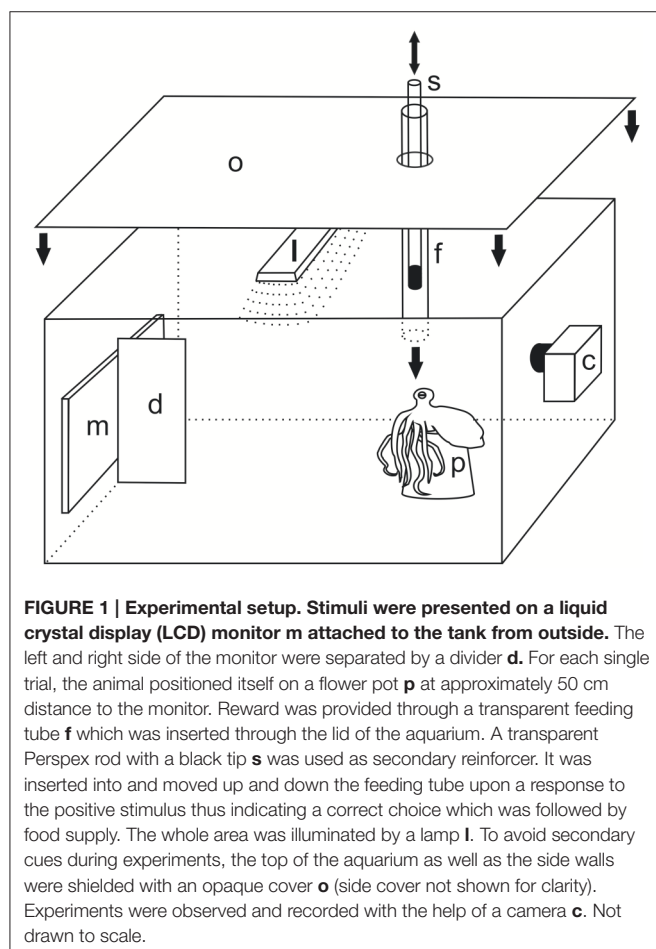 s
o
l
f
c
m
d
p
FIGURE 1 | Experimental setup. Stimuli were presented on a liquid
crystal display (LCD) monitor m attached to the tank from outside. The
left and right side of the monitor were separated by a divider d. For each single
trial, the animal positioned itself on a flower pot p at approximately 50 cm
distance to the monitor. Reward was provided through a transparent feeding
tube f which was inserted through the lid of the aquarium. A transparent
Perspex rod with a black tip s was used as secondary reinforcer. It was
inserted into and moved up and down the feeding tube upon a response to
the positive stimulus thus indicating a correct choice which was followed by
food supply. The whole area was illuminated by a lamp l. To avoid secondary
cues during experiments, the top of the aquarium as well as the side walls
were shielded with an opaque cover o (side cover not shown for clarity).
Experiments were observed and recorded with the help of a camera c. Not
drawn to scale.